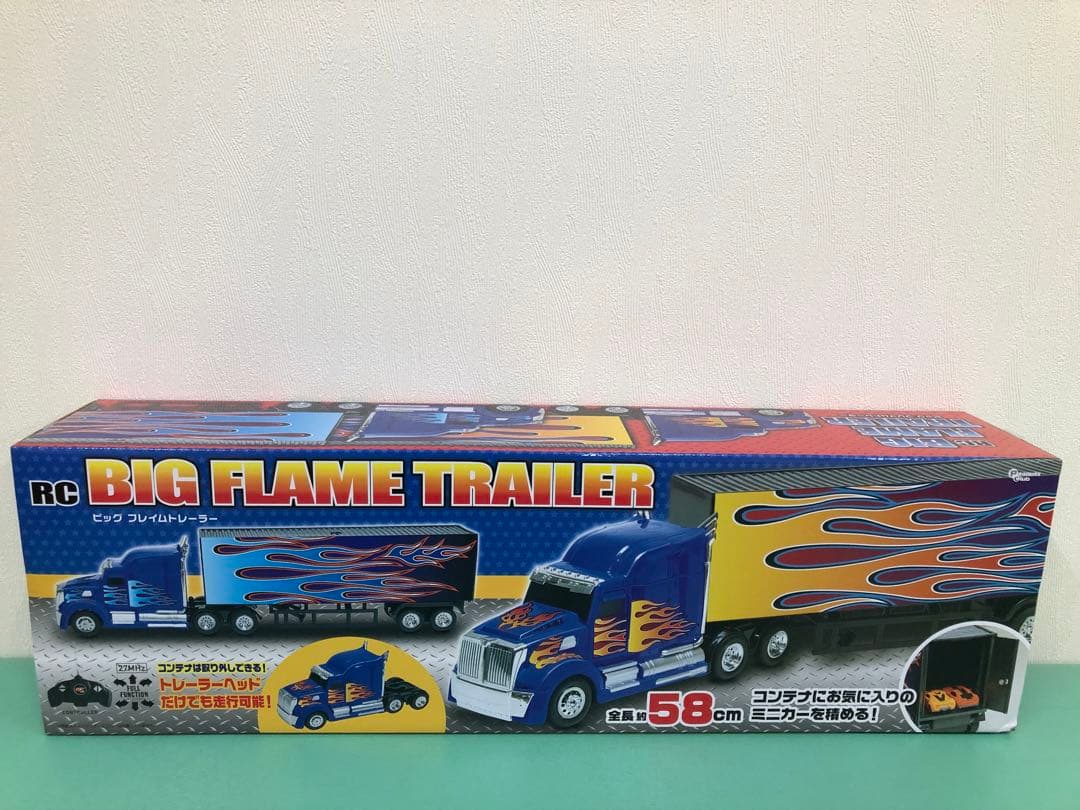 RC BIG FLAME TRAILER
ビッグ フレイムトレーラー
27MHz
FULL
FUNCTION
CONTROLLER
コンテナは取り外しできる!
トレーラーヘッド
だけでも走行可能!
全長約58cm
コンテナにお気に入りの
ミニカーを積める!